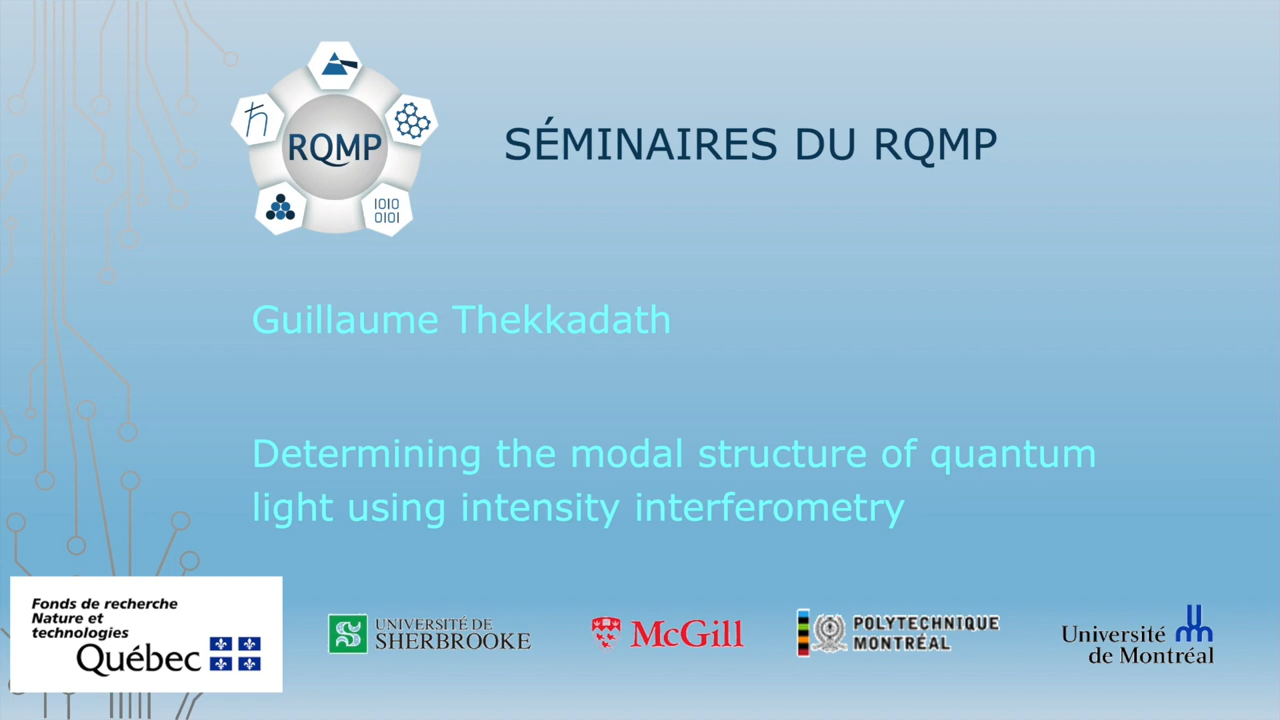 ħ
RQMP
1010
0101
SÉMINAIRES DU RQMP
Guillaume Thekkadath
Determining the modal structure of quantum
light using intensity interferometry
Fonds de recherche
Nature et
technologies
Québec
UNIVERSITÉ DE
SHERBROOKE
McGill
POLYTECHNIQUE
MONTRÉAL
Université
de Montréal